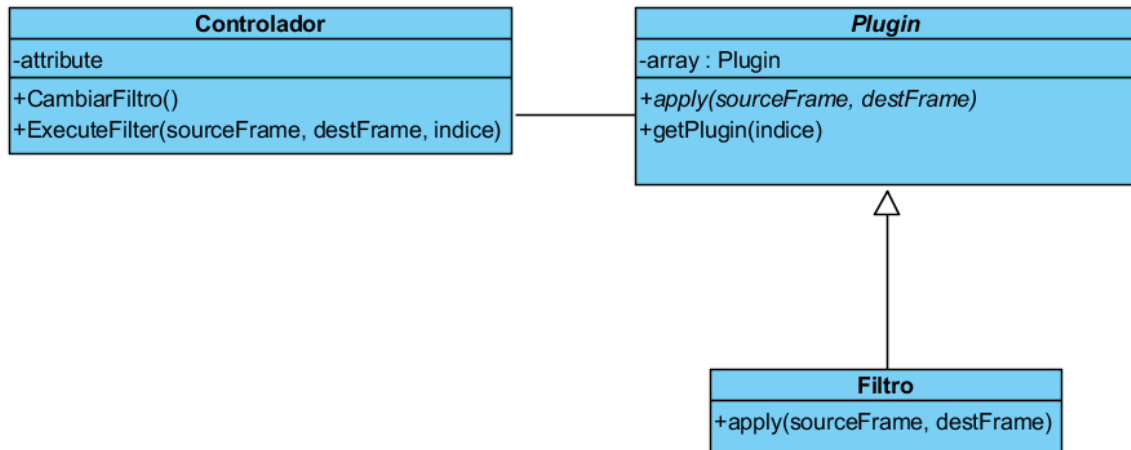 Controlador
-attribute
+CambiarFiltro()
+ExecuteFilter(sourceFrame, destFrame, indice)
Plugin
-array : Plugin
+apply(sourceFrame, destFrame)
+getPlugin(indice)
Filtro
+apply(sourceFrame, destFrame)